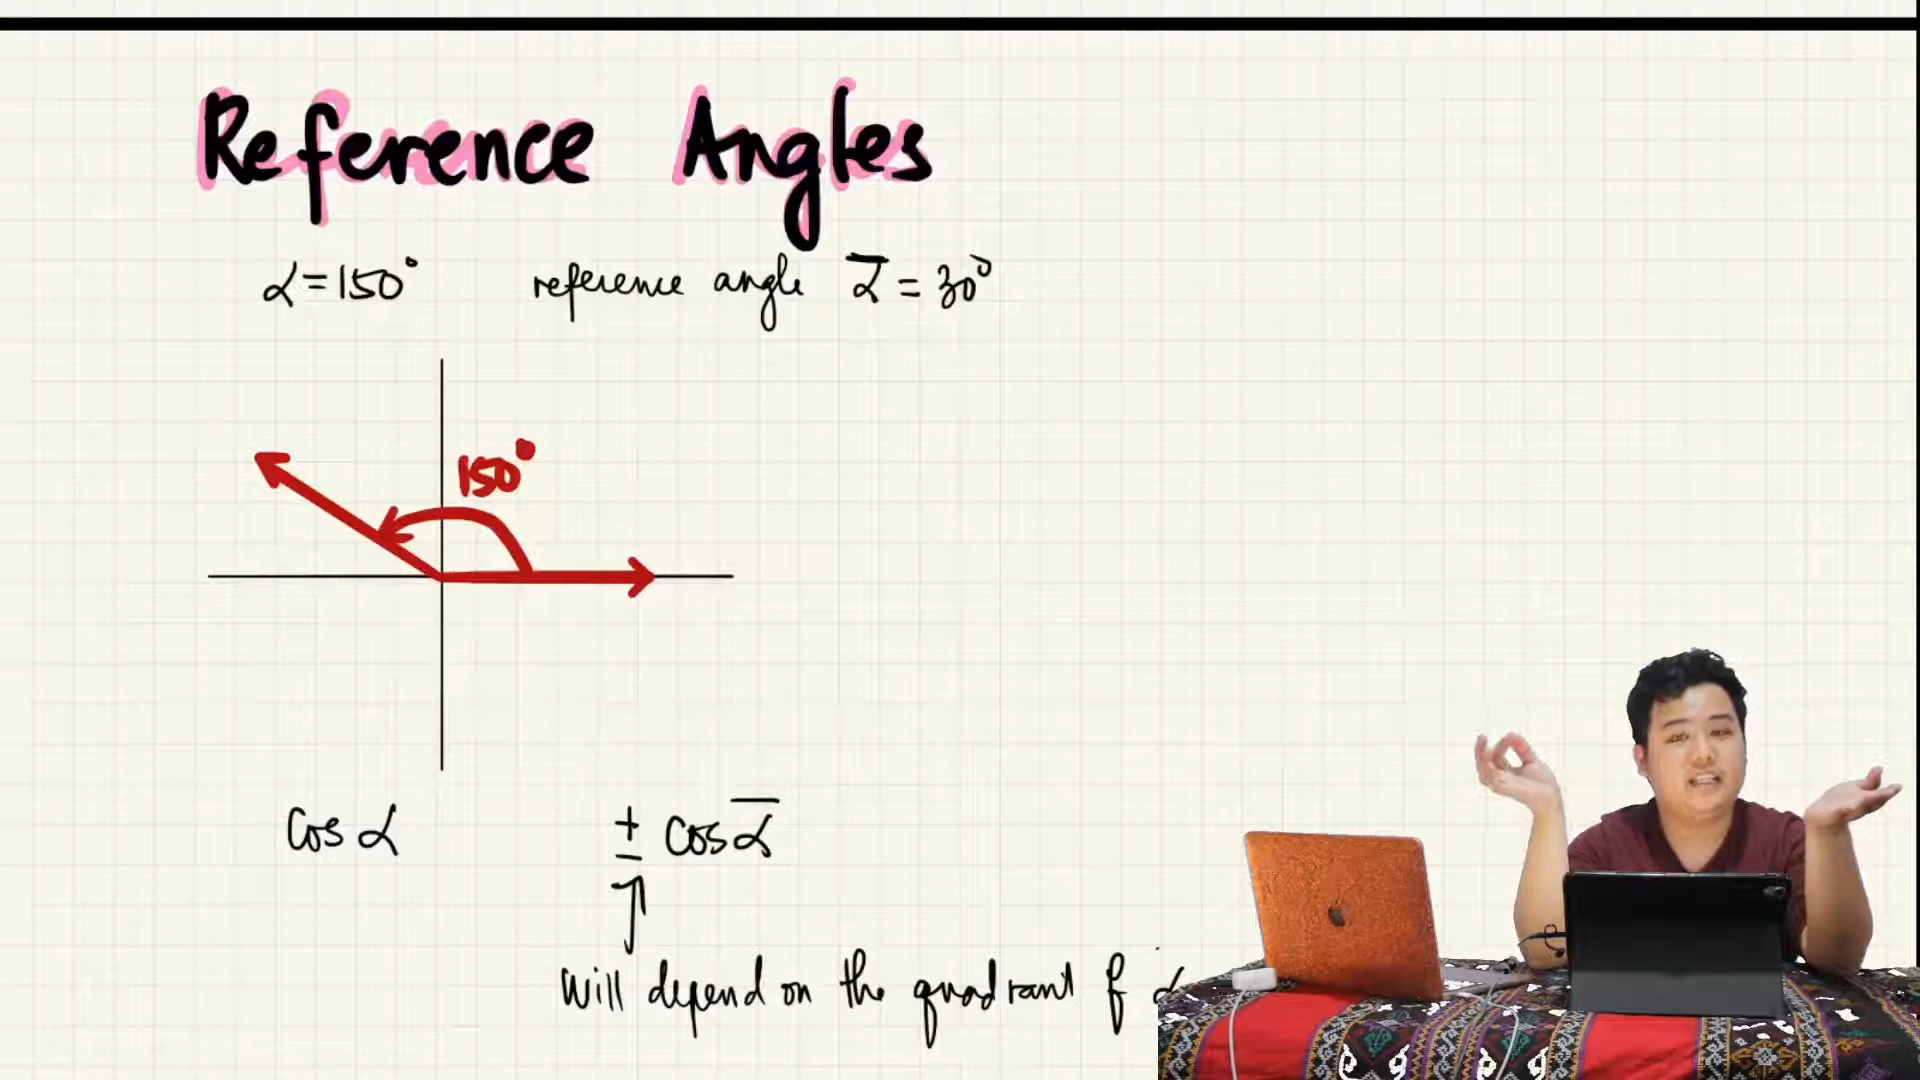 Reference Angles
α = 150° reference angle ᾱ = 30°
150°
cos α ± cos ᾱ
will depend on the quadrant of α